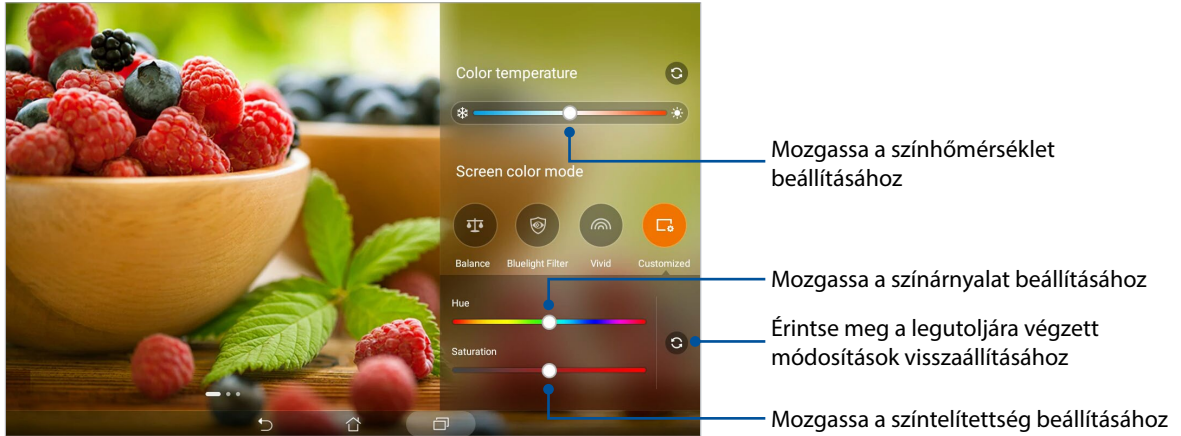 Color temperature
Mozgassa a színhőmérséklet
beállításához
Screen color mode
Balance Bluelight Filter Vivid Customized
Mozgassa a színárnyalat beállításához
Hue
Érintse meg a legutoljára végzett
módosítások visszaállításához
Saturation
Mozgassa a színtelítettség beállításához